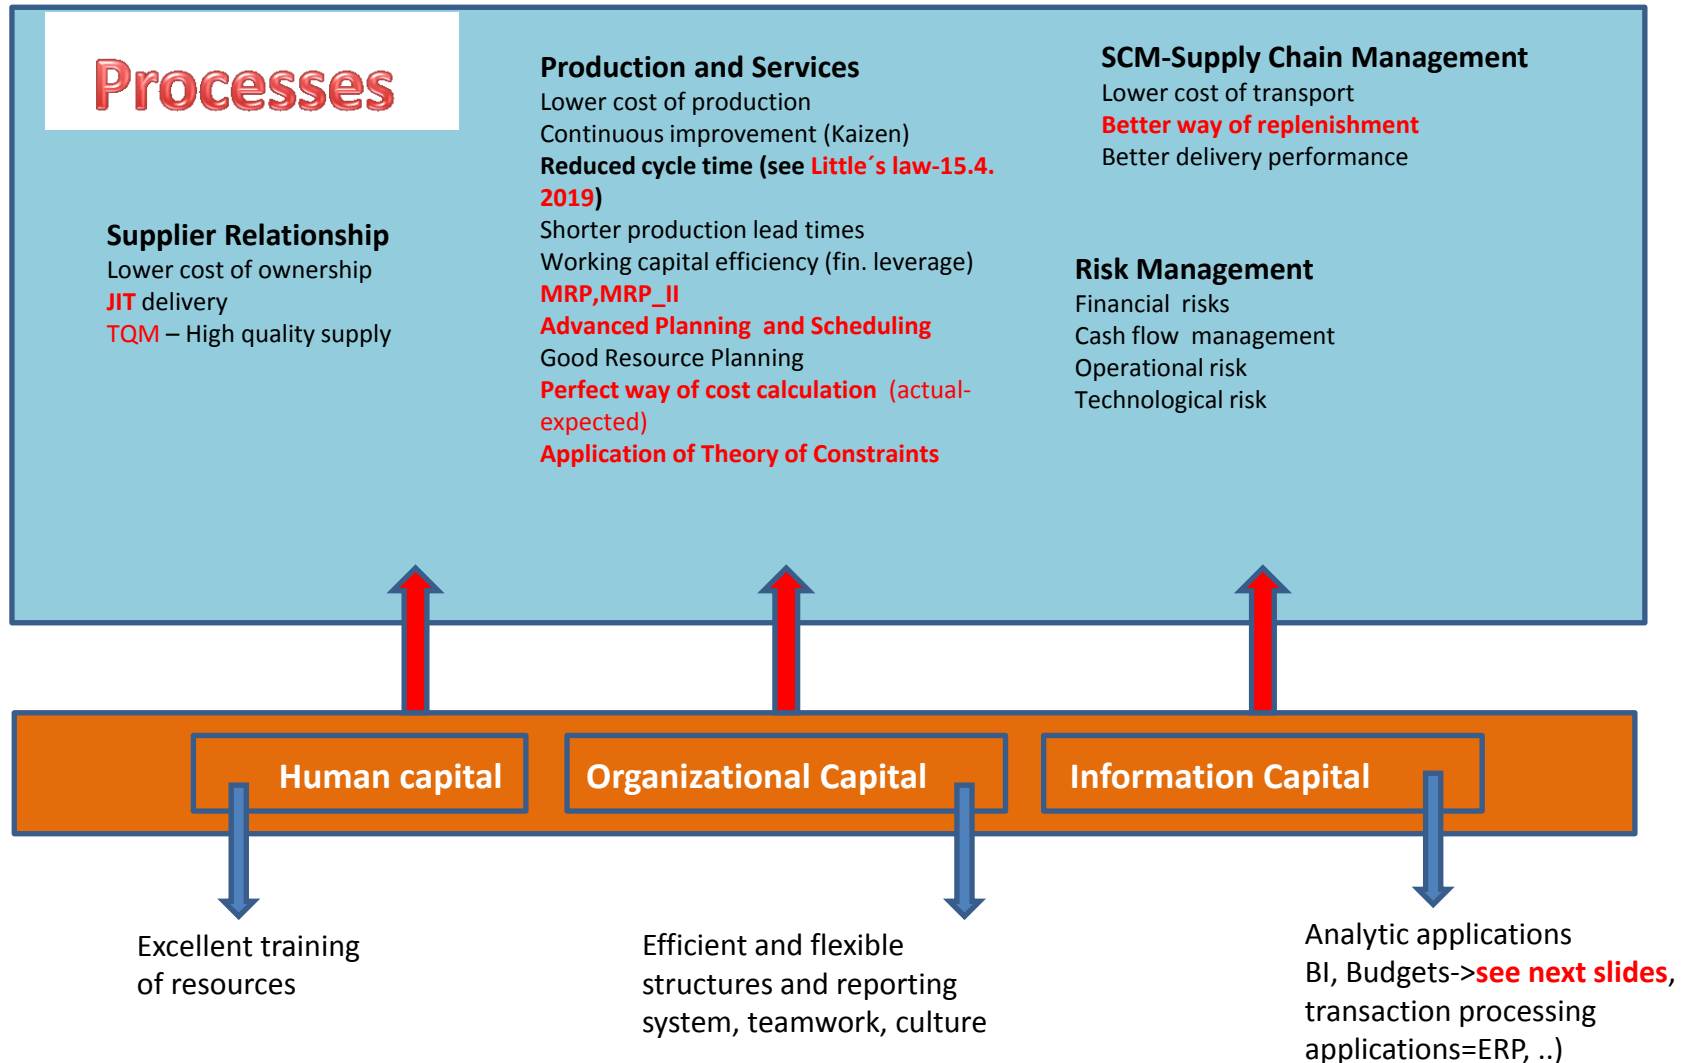 Processes
Supplier Relationship
Lower cost of ownership
JIT delivery
TQM – High quality supply
Production and Services
Lower cost of production
Continuous improvement (Kaizen)
Reduced cycle time (see Little´s law-15.4.
2019)
Shorter production lead times
Working capital efficiency (fin. leverage)
MRP,MRP_II
Advanced Planning and Scheduling
Good Resource Planning
Perfect way of cost calculation (actual-
expected)
Application of Theory of Constraints
SCM-Supply Chain Management
Lower cost of transport
Better way of replenishment
Better delivery performance
Risk Management
Financial risks
Cash flow management
Operational risk
Technological risk
Human capital
Organizational Capital
Information Capital
Excellent training
of resources
Efficient and flexible
structures and reporting
system, teamwork, culture
Analytic applications
BI, Budgets->see next slides,
transaction processing
applications=ERP, ..)